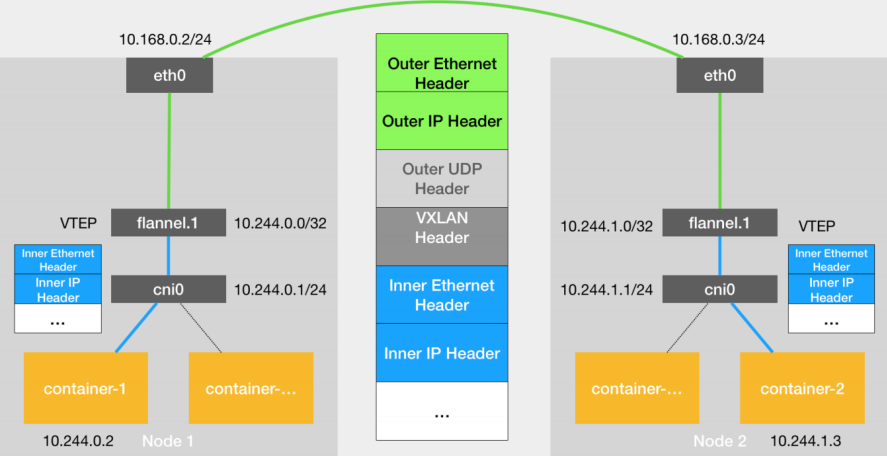 10.168.0.2/24
eth0
VTEP
flannel.1
10.244.0.0/32
Inner Ethernet
Header
Inner IP
Header
...
cni0
10.244.0.1/24
container-1
container-...
10.244.0.2
Node 1
Outer Ethernet
Header
Outer IP Header
Outer UDP
Header
VXLAN
Header
Inner Ethernet
Header
Inner IP Header
...
10.168.0.3/24
eth0
10.244.1.0/32
flannel.1
VTEP
10.244.1.1/24
cni0
Inner Ethernet
Header
Inner IP
Header
...
container-...
container-2
Node 2
10.244.1.3